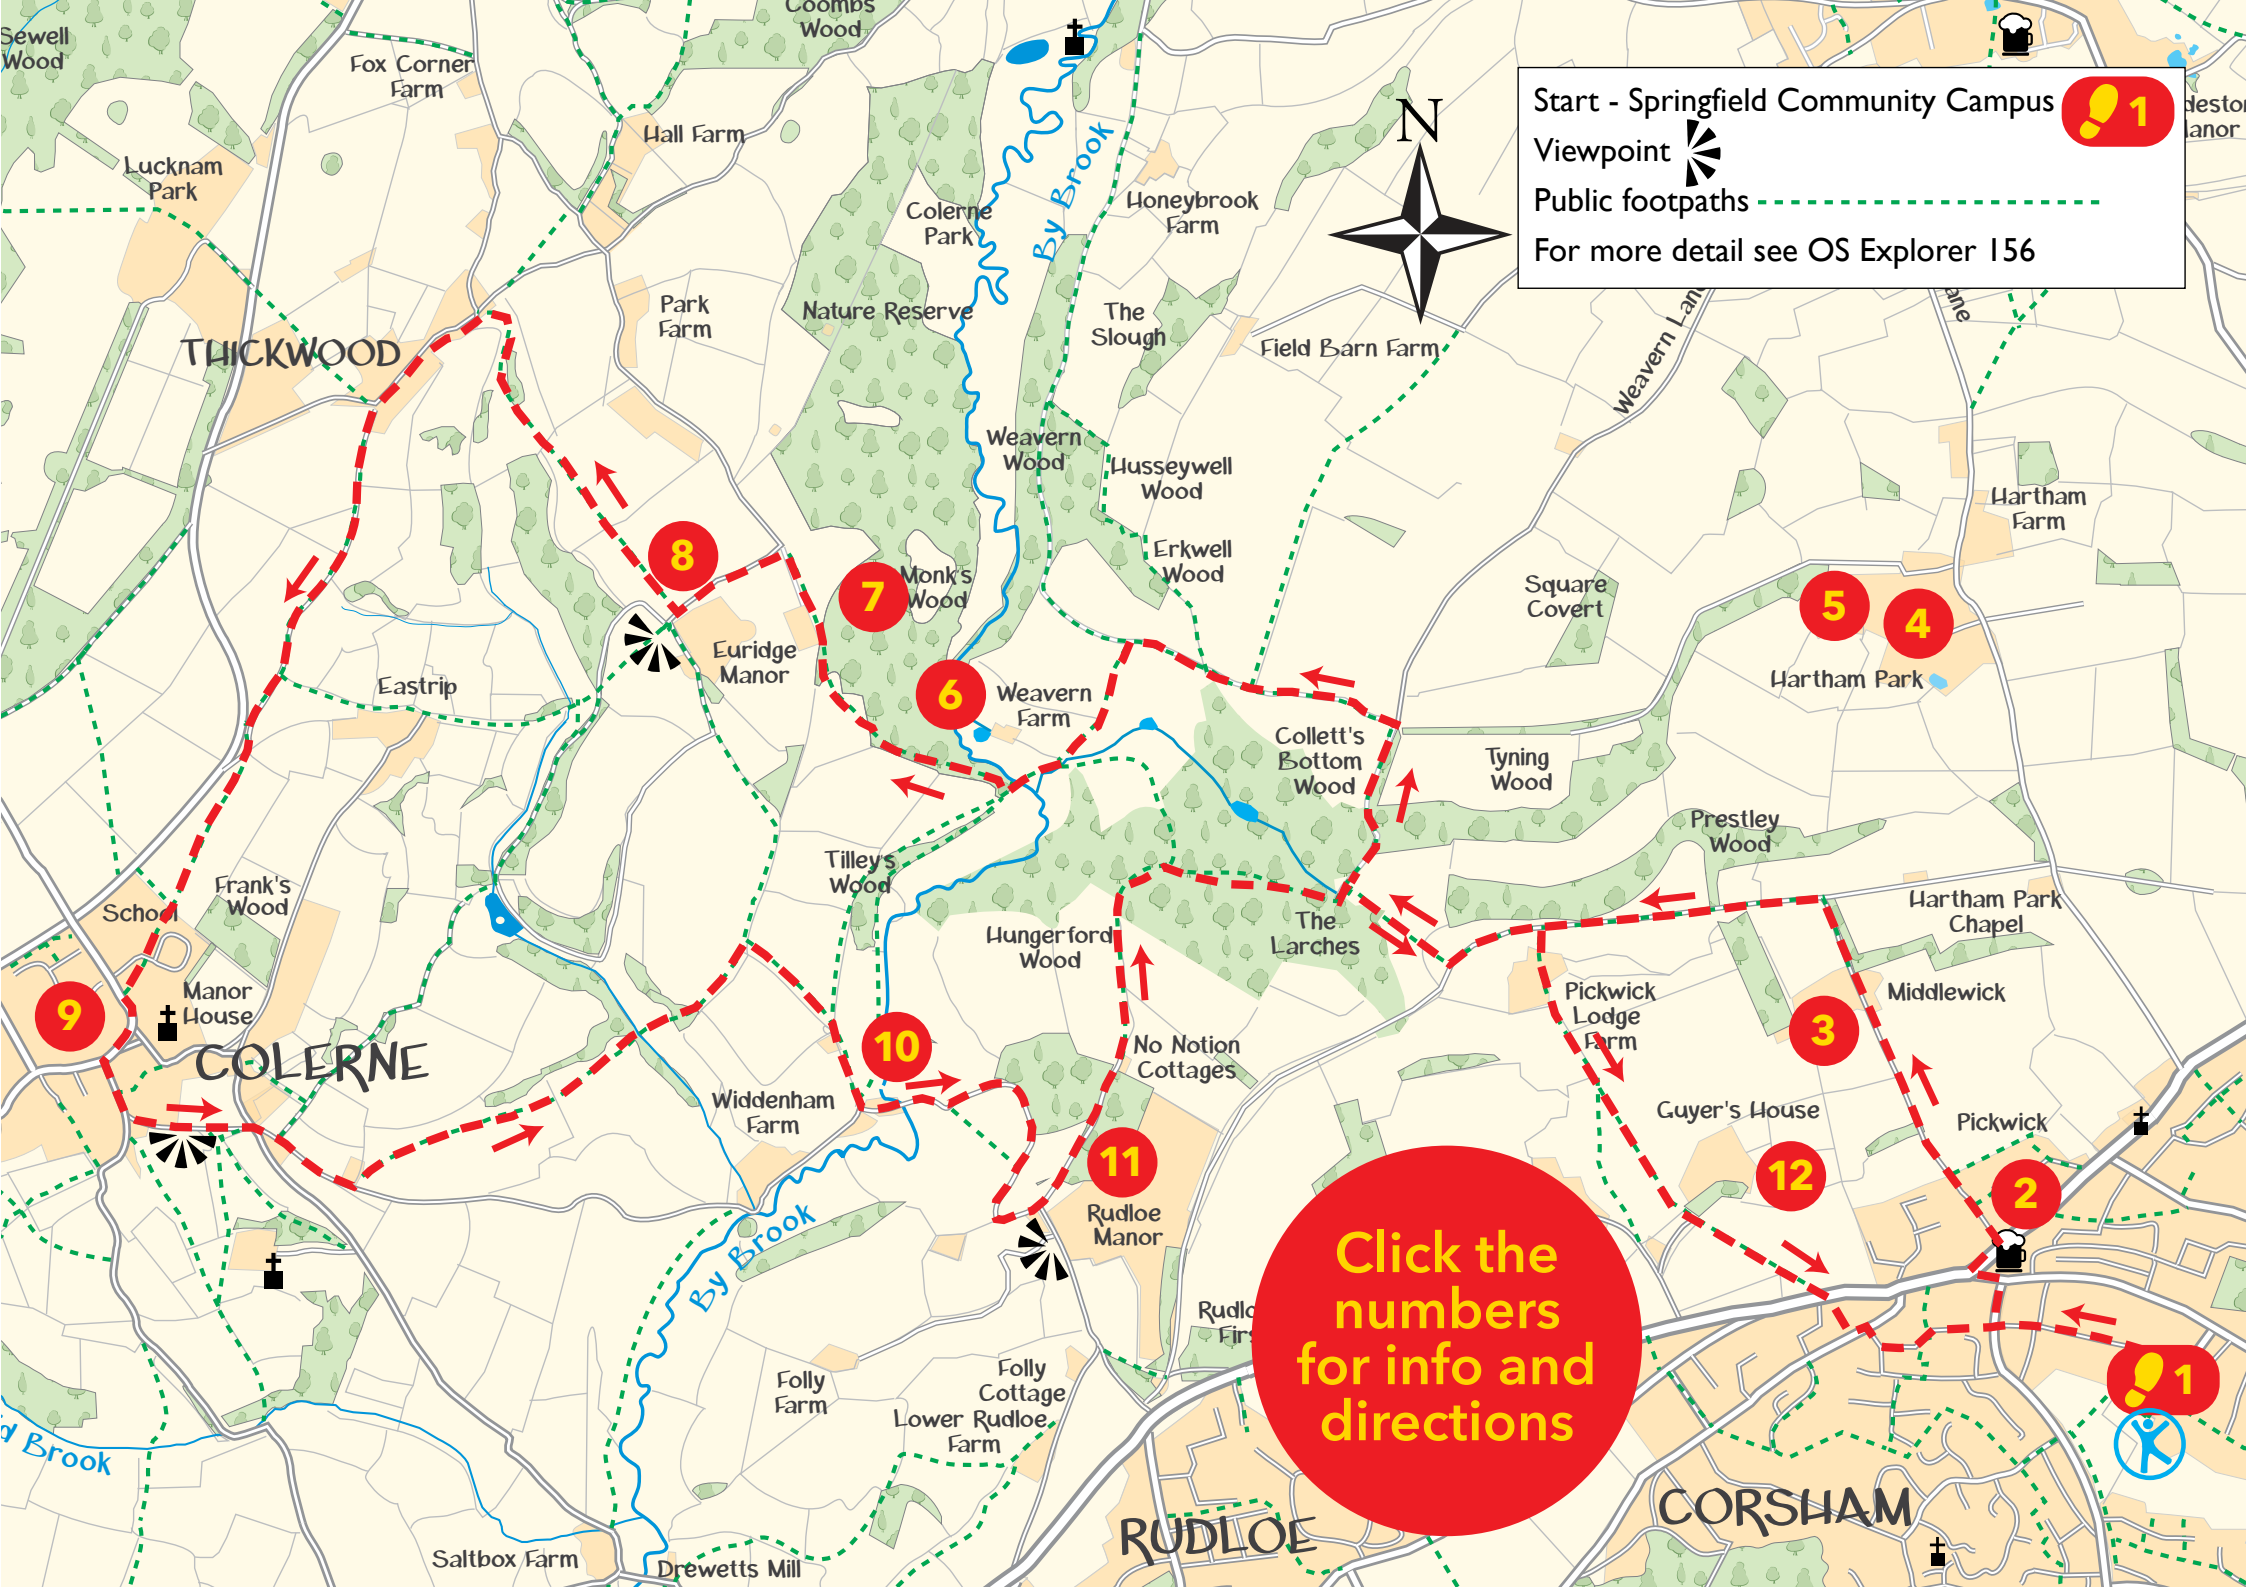 Coombs
Wood
Sewell
Wood
Fox Corner
Farm
Hall Farm
Lucknam
Park
Start - Springfield Community Campus
1
Viewpoint
Public footpaths
For more detail see OS Explorer 156
N
By Brook
Honeybrook
Farm
Colerne
Park
Nature Reserve
Park
Farm
The
Slough
Field Barn Farm
Weavern Lane
ane
THICKWOOD
Weavern
Wood
Husseywell
Wood
Hartham
Farm
Erkwell
Wood
Square
Covert
8
7
Monk's
Wood
5
4
Hartham Park
Euridge
Manor
6
Weavern
Farm
Eastrip
Collett's
Bottom
Wood
Tyning
Wood
Prestley
Wood
Tilley's
Wood
Frank's
Wood
School
Hartham Park
Chapel
The
Larches
Hungerford
Wood
Manor
House
9
Pickwick
Lodge
Farm
Middlewick
3
COLERNE
10
No Notion
Cottages
Widdenham
Farm
Guyer's House
Pickwick
11
12
2
Rudloe
Manor
By Brook
Click the
numbers
for info and
directions
Folly
Farm
Folly
Cottage
Lower Rudloe
Farm
1
d Brook
CORSHAM
RUDLOE
Saltbox Farm
Drewetts Mill